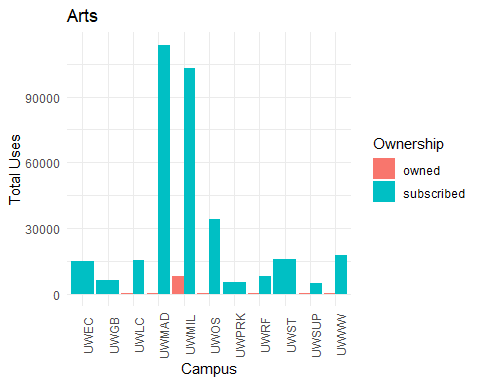 Arts
Total Uses
90000
60000
30000
0
UWEC
UWGB
UWLC
UWMAD
UWMIL
UWOS
UWPRK
UWRF
UWST
UWSUP
UWWW
Campus
Ownership
owned
subscribed